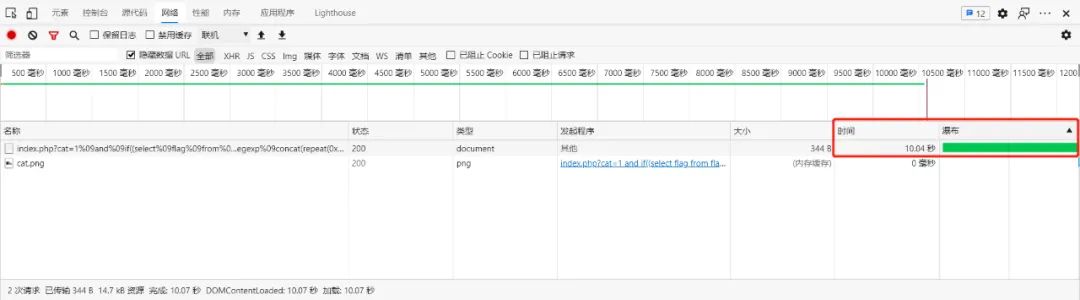 元素 控制台 源代码 网络 性能 内存 应用程序 Lighthouse 12
保留日志 禁用缓存 联机
筛选器 隐藏数据 URL 全部 XHR JS CSS Img 媒体 字体 文档 WS 清单 其他 已阻止 Cookie 已阻止请求
500 毫秒 1000 毫秒 1500 毫秒 2000 毫秒 2500 毫秒 3000 毫秒 3500 毫秒 4000 毫秒 4500 毫秒 5000 毫秒 5500 毫秒 6000 毫秒 6500 毫秒 7000 毫秒 7500 毫秒 8000 毫秒 8500 毫秒 9000 毫秒 9500 毫秒 10000 毫秒 10500 毫秒 11000 毫秒 11500 毫秒 1200
名称 状态 类型 发起程序 大小 时间 瀑布
index.php?cat=1%09and%09if((select%09flag%09from%0...egexp%09concat(repeat(0x... 200 document 其他 344 B 10.04 秒
cat.png 200 png index.php?cat=1 and if((select flag from fla... (内存缓存) 0 毫秒
2 次请求 已传输 344 B 14.7 kB 资源 完成: 10.07 秒 DOMContentLoaded: 10.07 秒 加载: 10.07 秒